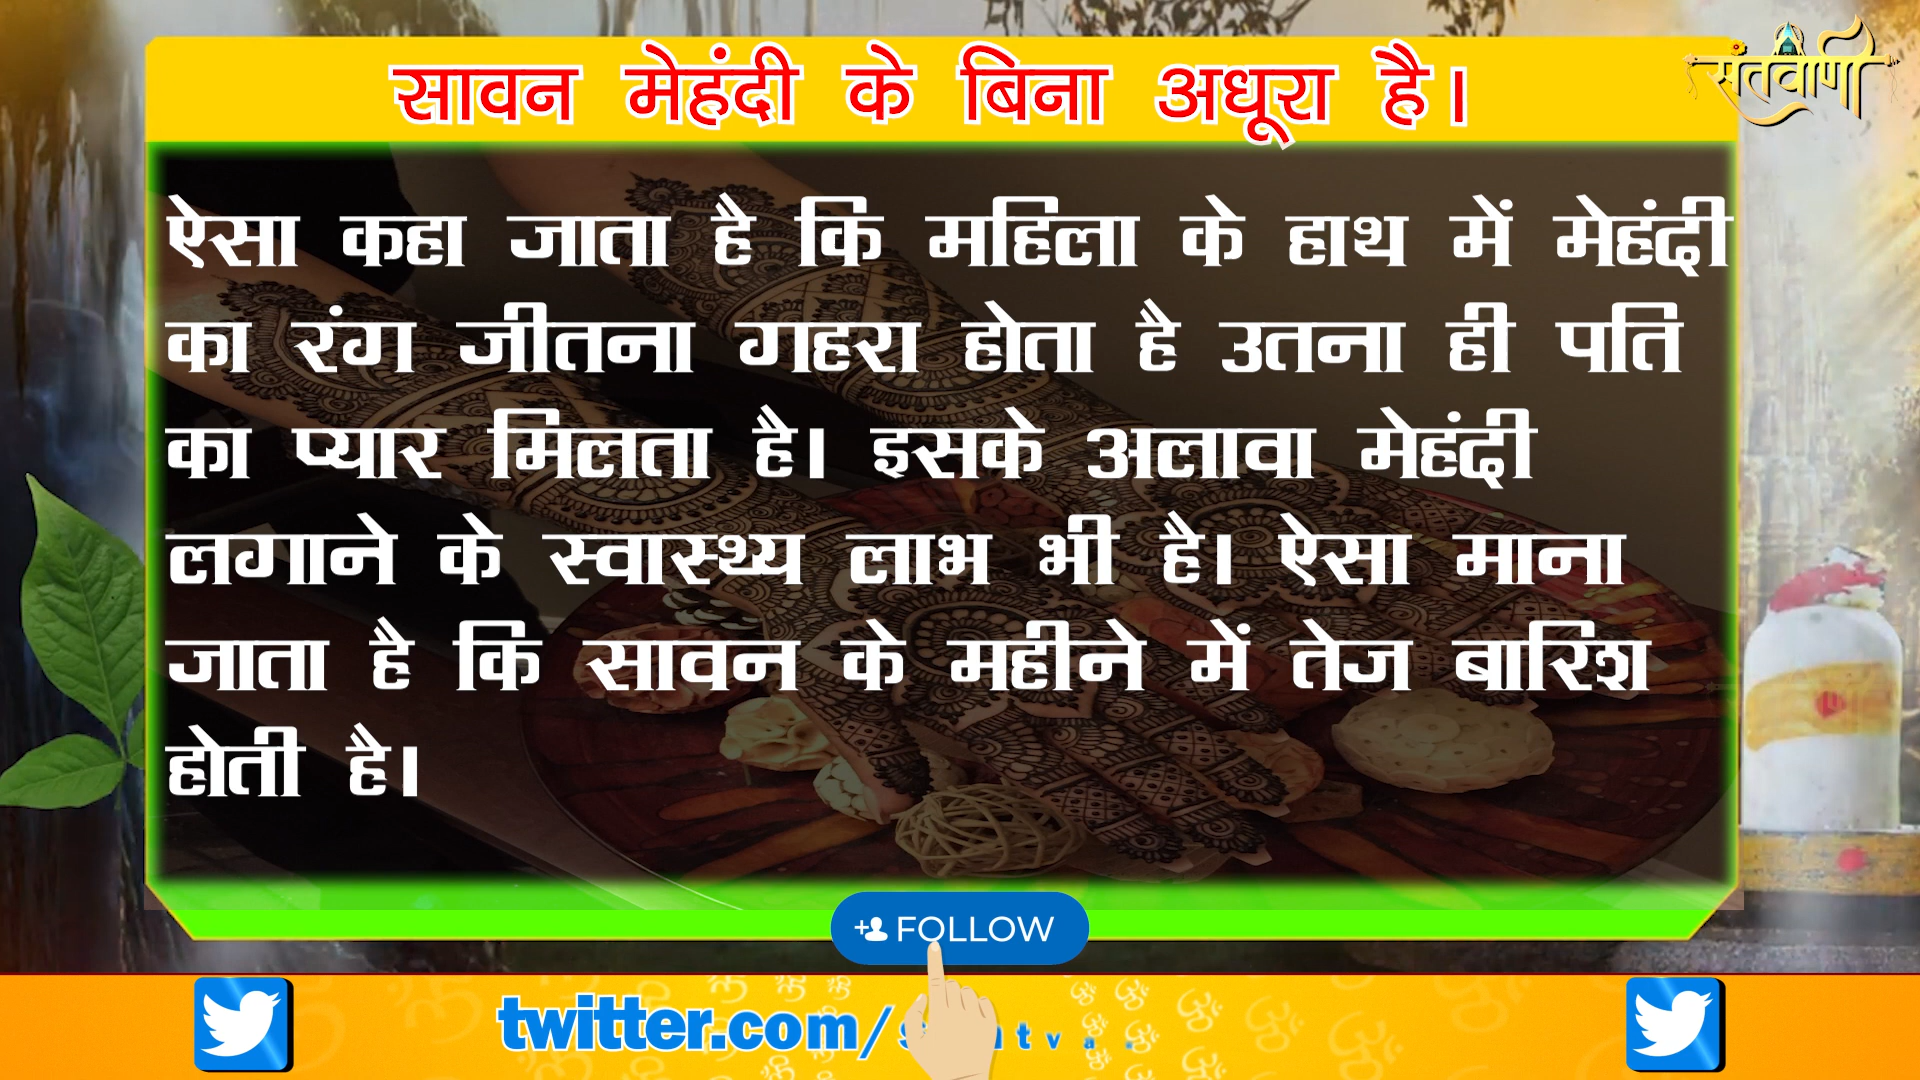 सावन मेहंदी के बिना अधूरा है।
संतवाणी
ऐसा कहा जाता है कि महिला के हाथ में मेहंदी
का रंग जीतना गहरा होता है उतना ही पति
का प्यार मिलता है। इसके अलावा मेहंदी
लगाने के स्वास्थ्य लाभ भी है। ऐसा माना
जाता है कि सावन के महीने में तेज बारिश
होती है।
FOLLOW
twitter.com/